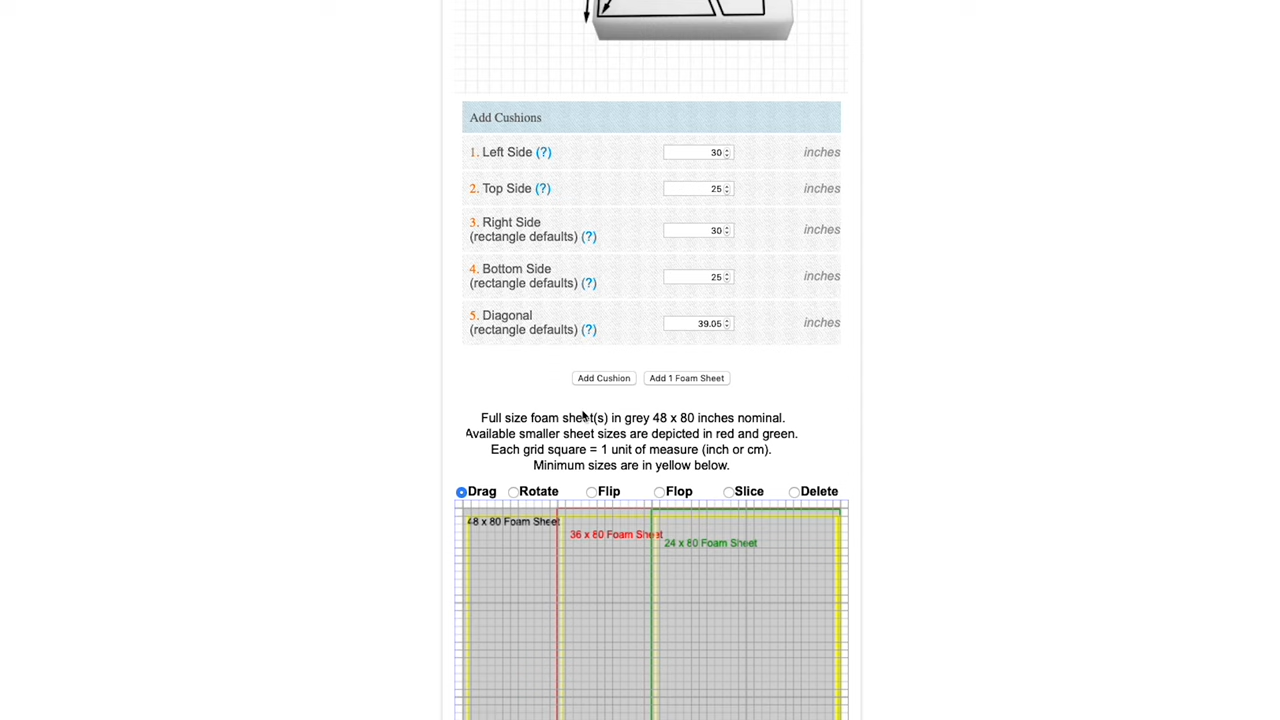 Add Cushions
1. Left Side (?) 30 inches
2. Top Side (?) 25 inches
3. Right Side
(rectangle defaults) (?) 30 inches
4. Bottom Side
(rectangle defaults) (?) 25 inches
5. Diagonal
(rectangle defaults) (?) 39.05 inches
Add Cushion Add 1 Foam Sheet
Full size foam sheet(s) in grey 48 x 80 inches nominal.
Available smaller sheet sizes are depicted in red and green.
Each grid square = 1 unit of measure (inch or cm).
Minimum sizes are in yellow below.
Drag Rotate Flip Flop Slice Delete
48 x 80 Foam Sheet
36 x 80 Foam Sheet
24 x 80 Foam Sheet